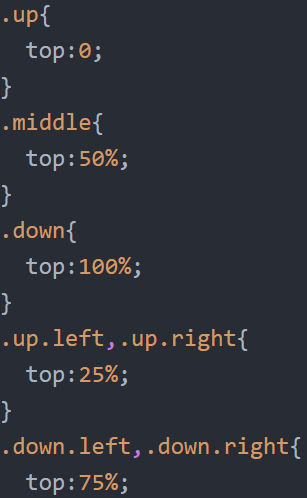 .up{
  top:0;
}
.middle{
  top:50%;
}
.down{
  top:100%;
}
.up.left,.up.right{
  top:25%;
}
.down.left,.down.right{
  top:75%;